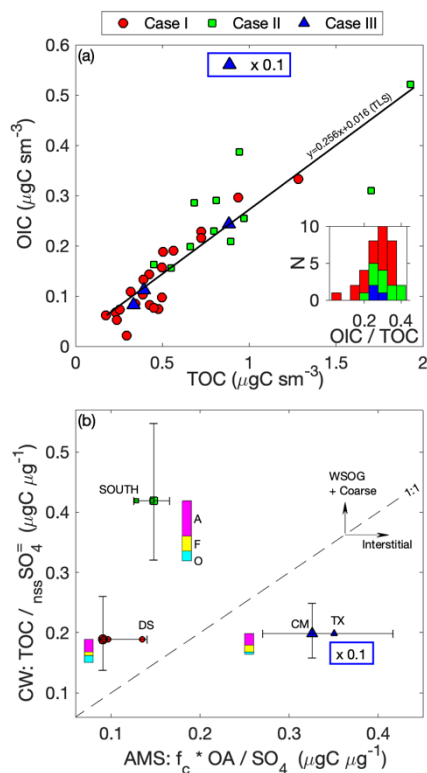 Case I Case II Case III
(a)
x 0.1
y=0.256x+0.016 (TLS)
OIC (μgC sm⁻³)
0.6
0.5
0.4
0.3
0.2
0.1
0
0 0.5 1 1.5 2
TOC (μgC sm⁻³)
N
10
5
0
0.2 0.4
OIC / TOC
(b)
CW: TOC / nssSO₄⁼ (μgC μg⁻¹)
0.5
0.4
0.3
0.2
0.1
SOUTH
A
F
O
WSOG
+ Coarse
1:1
Interstitial
DS
CM TX
x 0.1
0.1 0.2 0.3 0.4
AMS: f_c * OA / SO₄ (μgC μg⁻¹)